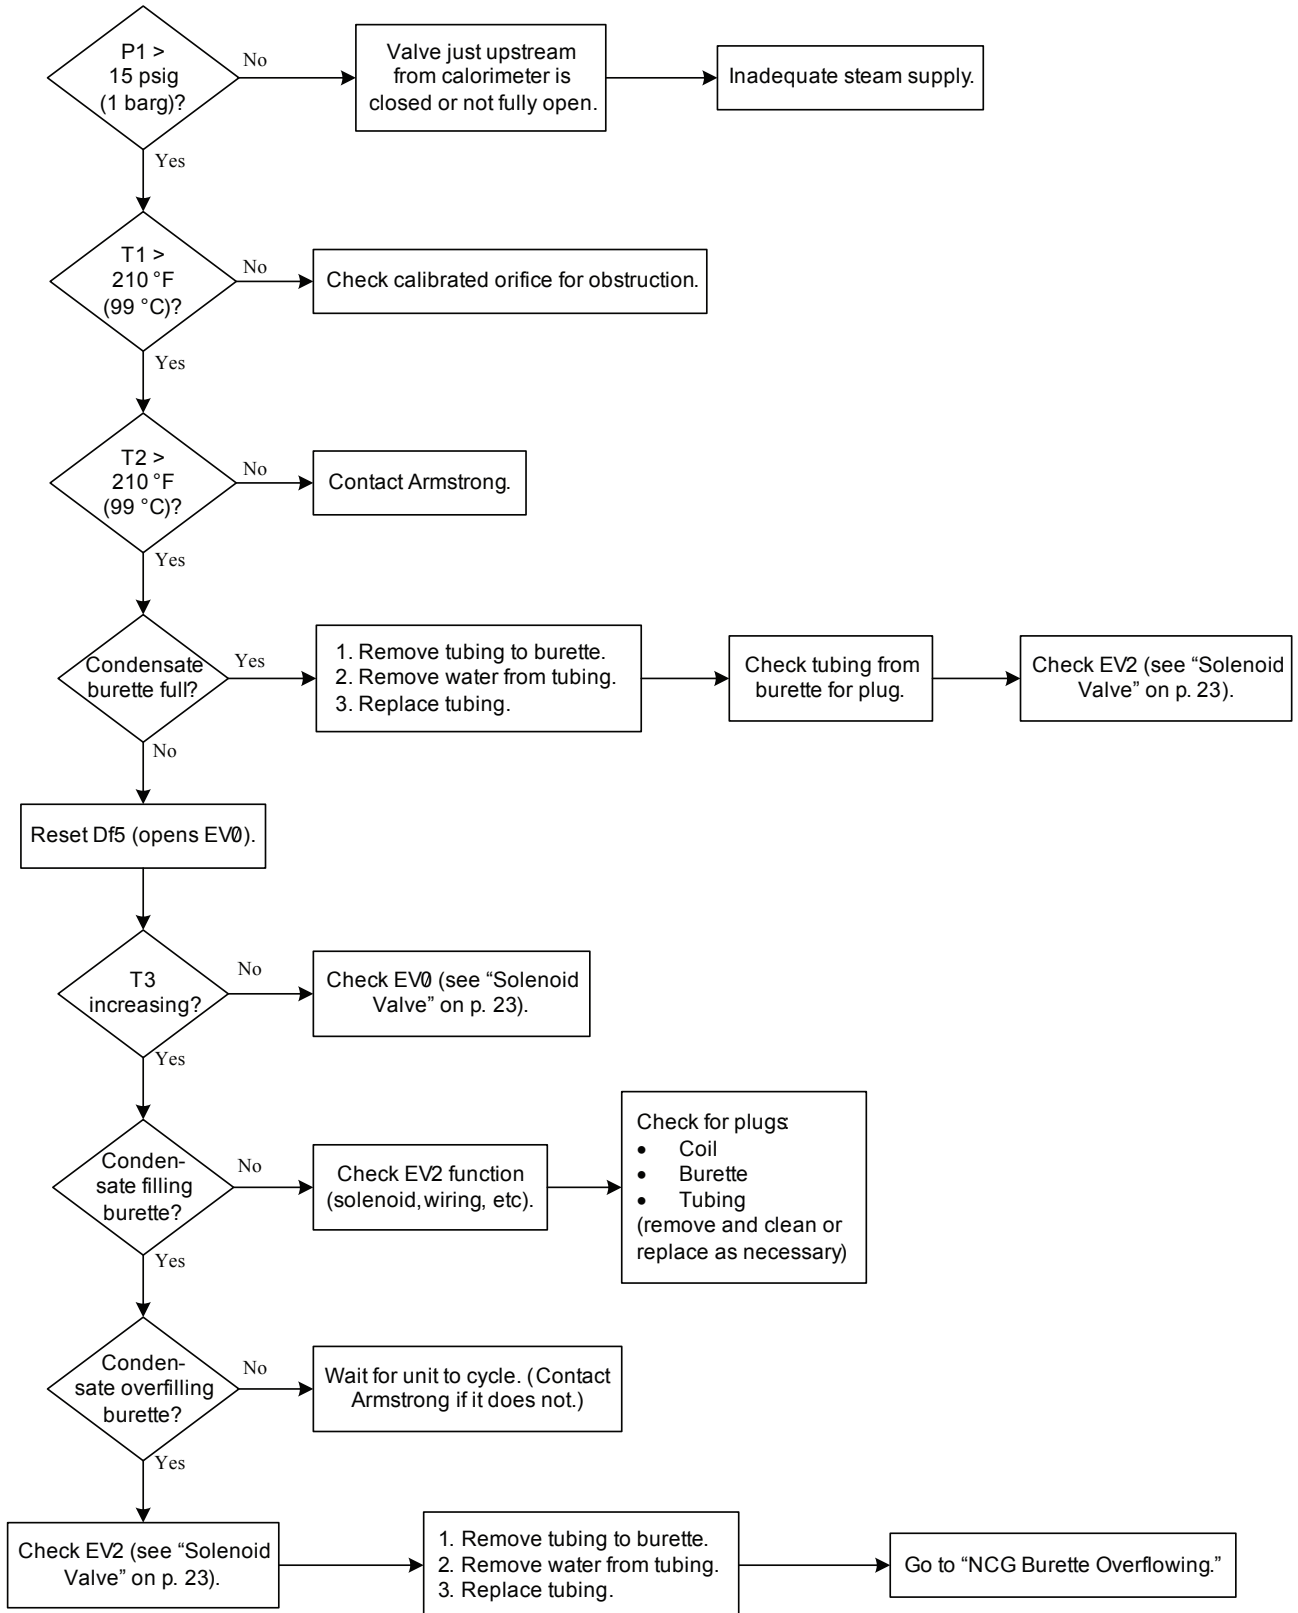 P1 >
15 psig
(1 barg)?
No
Valve just upstream
from calorimeter is
closed or not fully open.
Inadequate steam supply.
Yes
T1 >
210 °F
(99 °C)?
No
Check calibrated orifice for obstruction.
Yes
T2 >
210 °F
(99 °C)?
No
Contact Armstrong.
Yes
Condensate
burette full?
Yes
1. Remove tubing to burette.
2. Remove water from tubing.
3. Replace tubing.
Check tubing from
burette for plug.
Check EV2 (see “Solenoid
Valve” on p. 23).
No
Reset Df5 (opens EV0).
T3
increasing?
No
Check EV0 (see “Solenoid
Valve” on p. 23).
Yes
Conden-
sate filling
burette?
No
Check EV2 function
(solenoid, wiring, etc).
Check for plugs:
• Coil
• Burette
• Tubing
(remove and clean or
replace as necessary)
Yes
Conden-
sate overfilling
burette?
No
Wait for unit to cycle. (Contact
Armstrong if it does not.)
Yes
Check EV2 (see “Solenoid
Valve” on p. 23).
1. Remove tubing to burette.
2. Remove water from tubing.
3. Replace tubing.
Go to “NCG Burette Overflowing.”